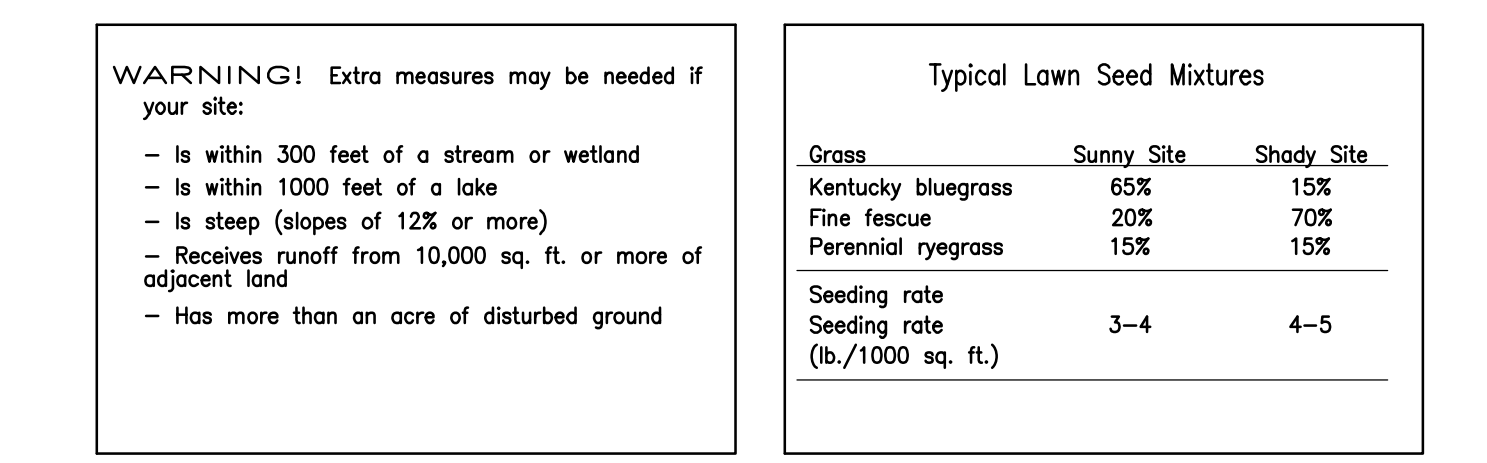 WARNING! Extra measures may be needed if
your site:
– Is within 300 feet of a stream or wetland
– Is within 1000 feet of a lake
– Is steep (slopes of 12% or more)
– Receives runoff from 10,000 sq. ft. or more of
adjacent land
– Has more than an acre of disturbed ground
Typical Lawn Seed Mixtures
Grass Sunny Site Shady Site
Kentucky bluegrass 65% 15%
Fine fescue 20% 70%
Perennial ryegrass 15% 15%
Seeding rate
Seeding rate 3–4 4–5
(lb./1000 sq. ft.)